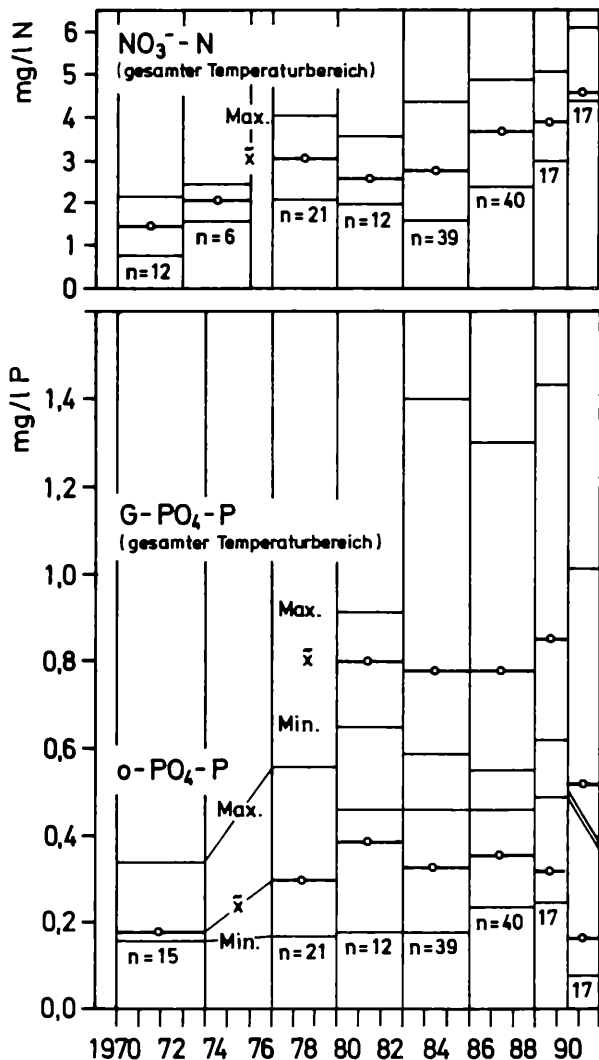 mg/l N
6
5
4
3
2
1
0
NO₃⁻-N
(gesamter Temperaturbereich)
Max.
x̄
n=12
n=6
n=21
n=12
n=39
n=40
17
17
mg/l P
1,4
1,2
1,0
0,8
0,6
0,4
0,2
0,0
G-PO₄-P
(gesamter Temperaturbereich)
Max.
x̄
Min.
o-PO₄-P
Max.
x̄
Min.
n=15
n=21
n=12
n=39
n=40
17
17
1970 72 74 76 78 80 82 84 86 88 90